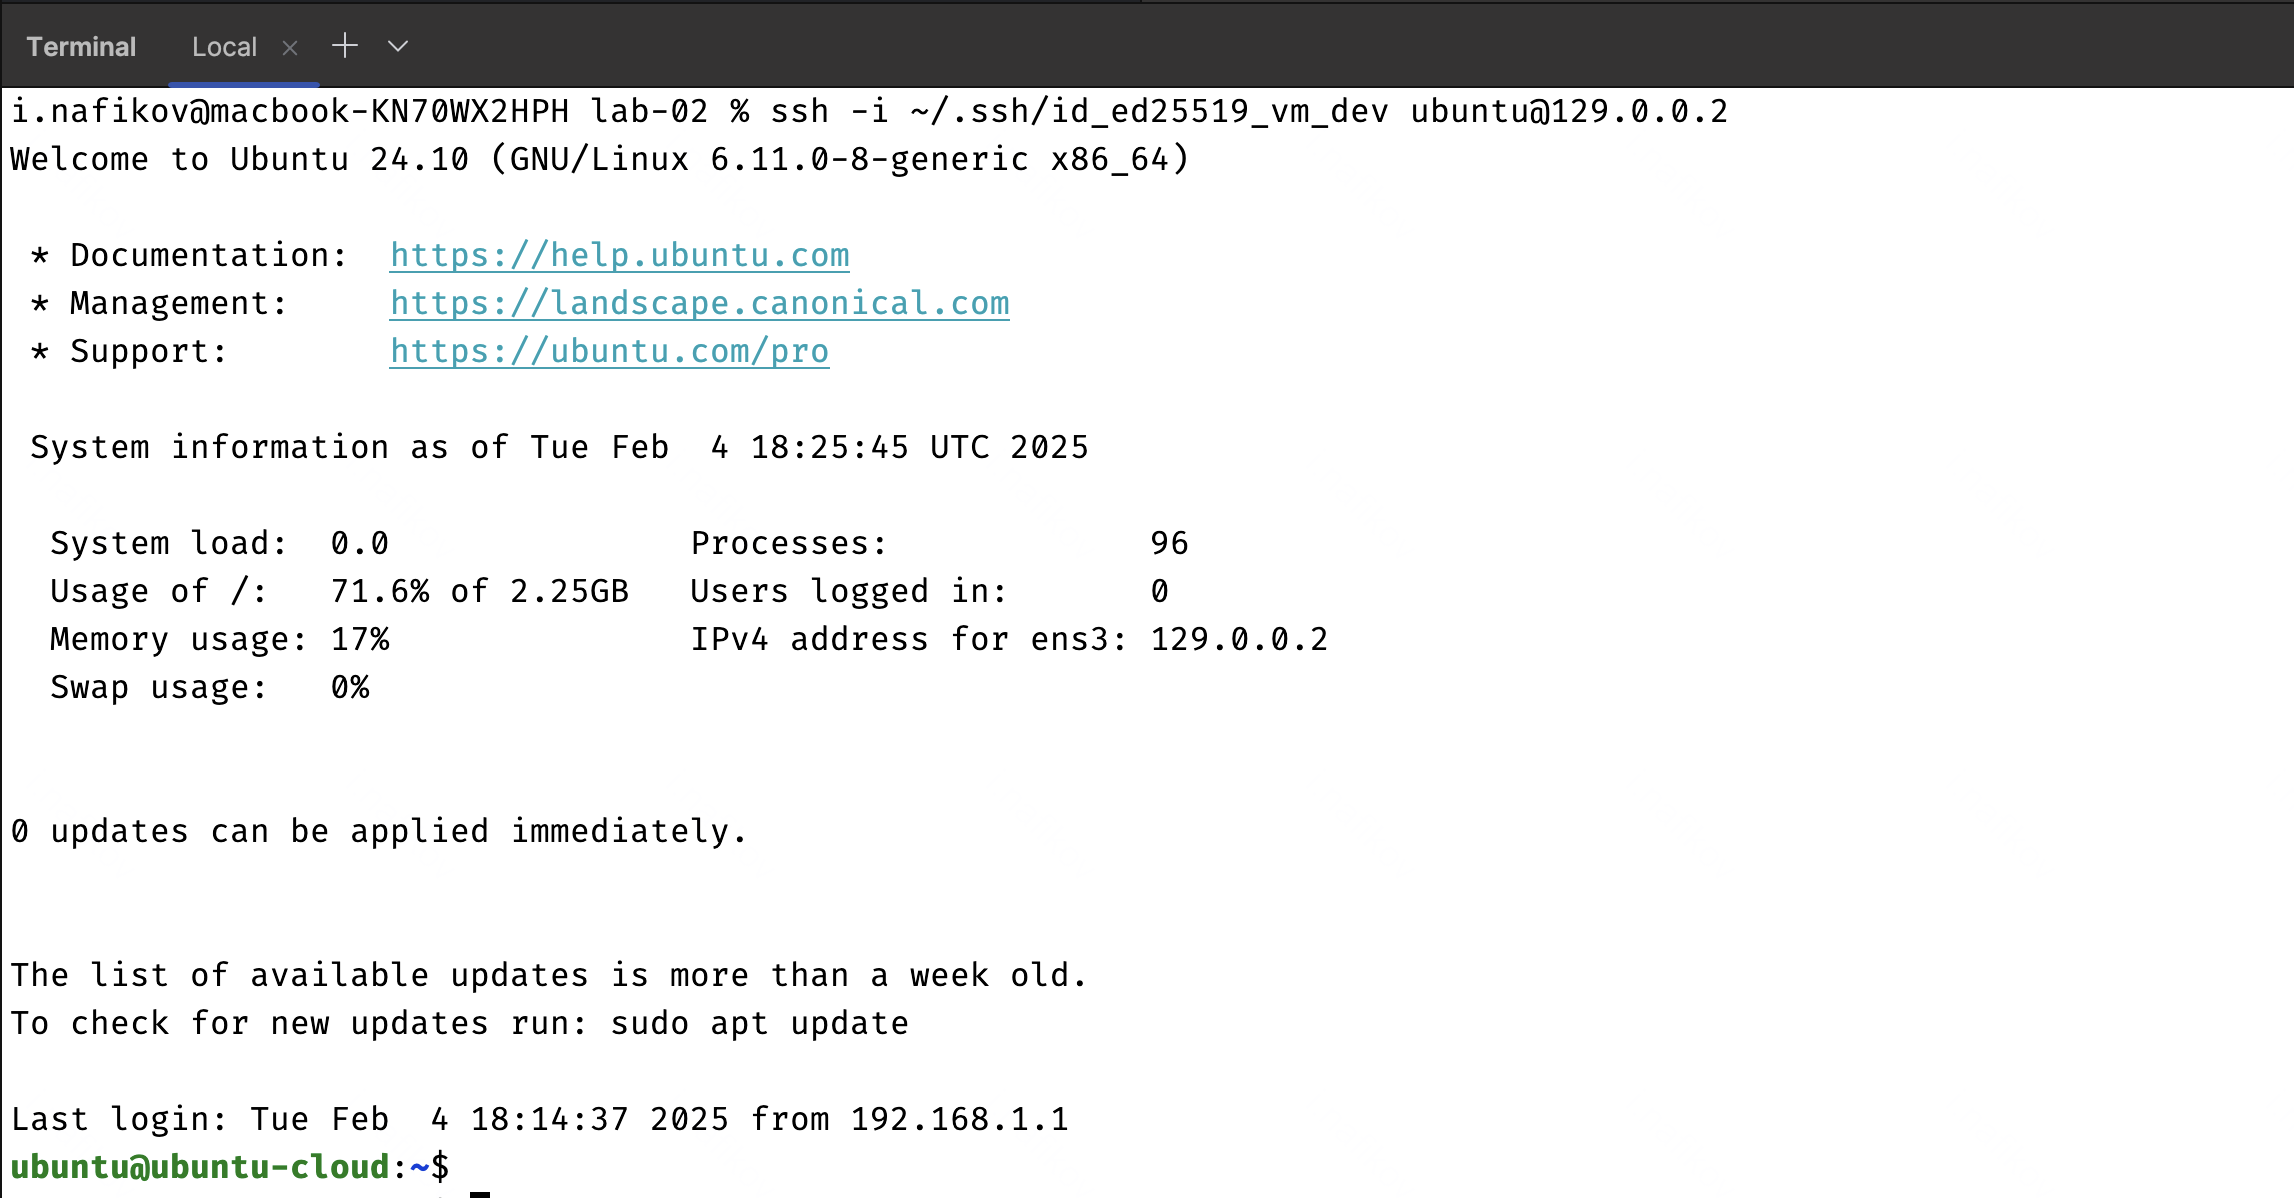 Terminal Local
i.nafikov@macbook-KN70WX2HPH lab-02 % ssh -i ~/.ssh/id_ed25519_vm_dev ubuntu@129.0.0.2
Welcome to Ubuntu 24.10 (GNU/Linux 6.11.0-8-generic x86_64)
* Documentation:  https://help.ubuntu.com
* Management:     https://landscape.canonical.com
* Support:        https://ubuntu.com/pro
System information as of Tue Feb  4 18:25:45 UTC 2025
System load:  0.0               Processes:             96
Usage of /:   71.6% of 2.25GB   Users logged in:       0
Memory usage: 17%               IPv4 address for ens3: 129.0.0.2
Swap usage:   0%
0 updates can be applied immediately.
The list of available updates is more than a week old.
To check for new updates run: sudo apt update
Last login: Tue Feb  4 18:14:37 2025 from 192.168.1.1
ubuntu@ubuntu-cloud:~$